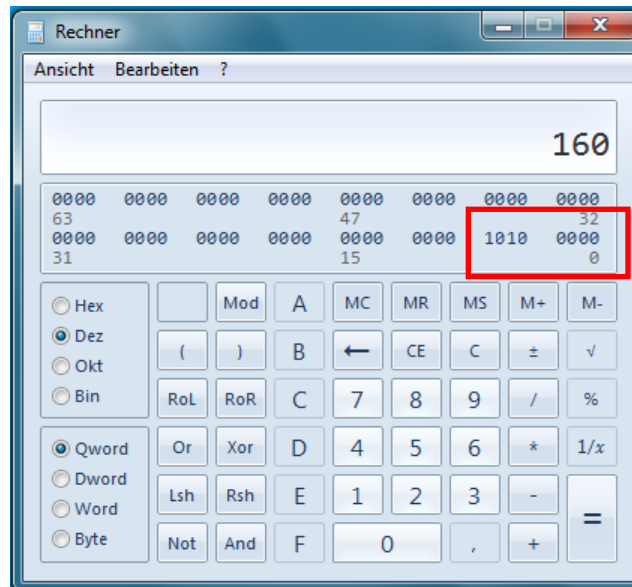 Rechner
Ansicht Bearbeiten ?
160
0000 0000 0000 0000 0000 0000 0000 0000
63 47 32
0000 0000 0000 0000 0000 0000 1010 0000
31 15 0
Hex Mod A MC MR MS M+ M-
Dez ( ) B ← CE C ± √
Okt
Bin RoL RoR C 7 8 9 / %
Qword Or Xor D 4 5 6 * 1/x
Dword
Word Lsh Rsh E 1 2 3 - =
Byte Not And F 0 , +